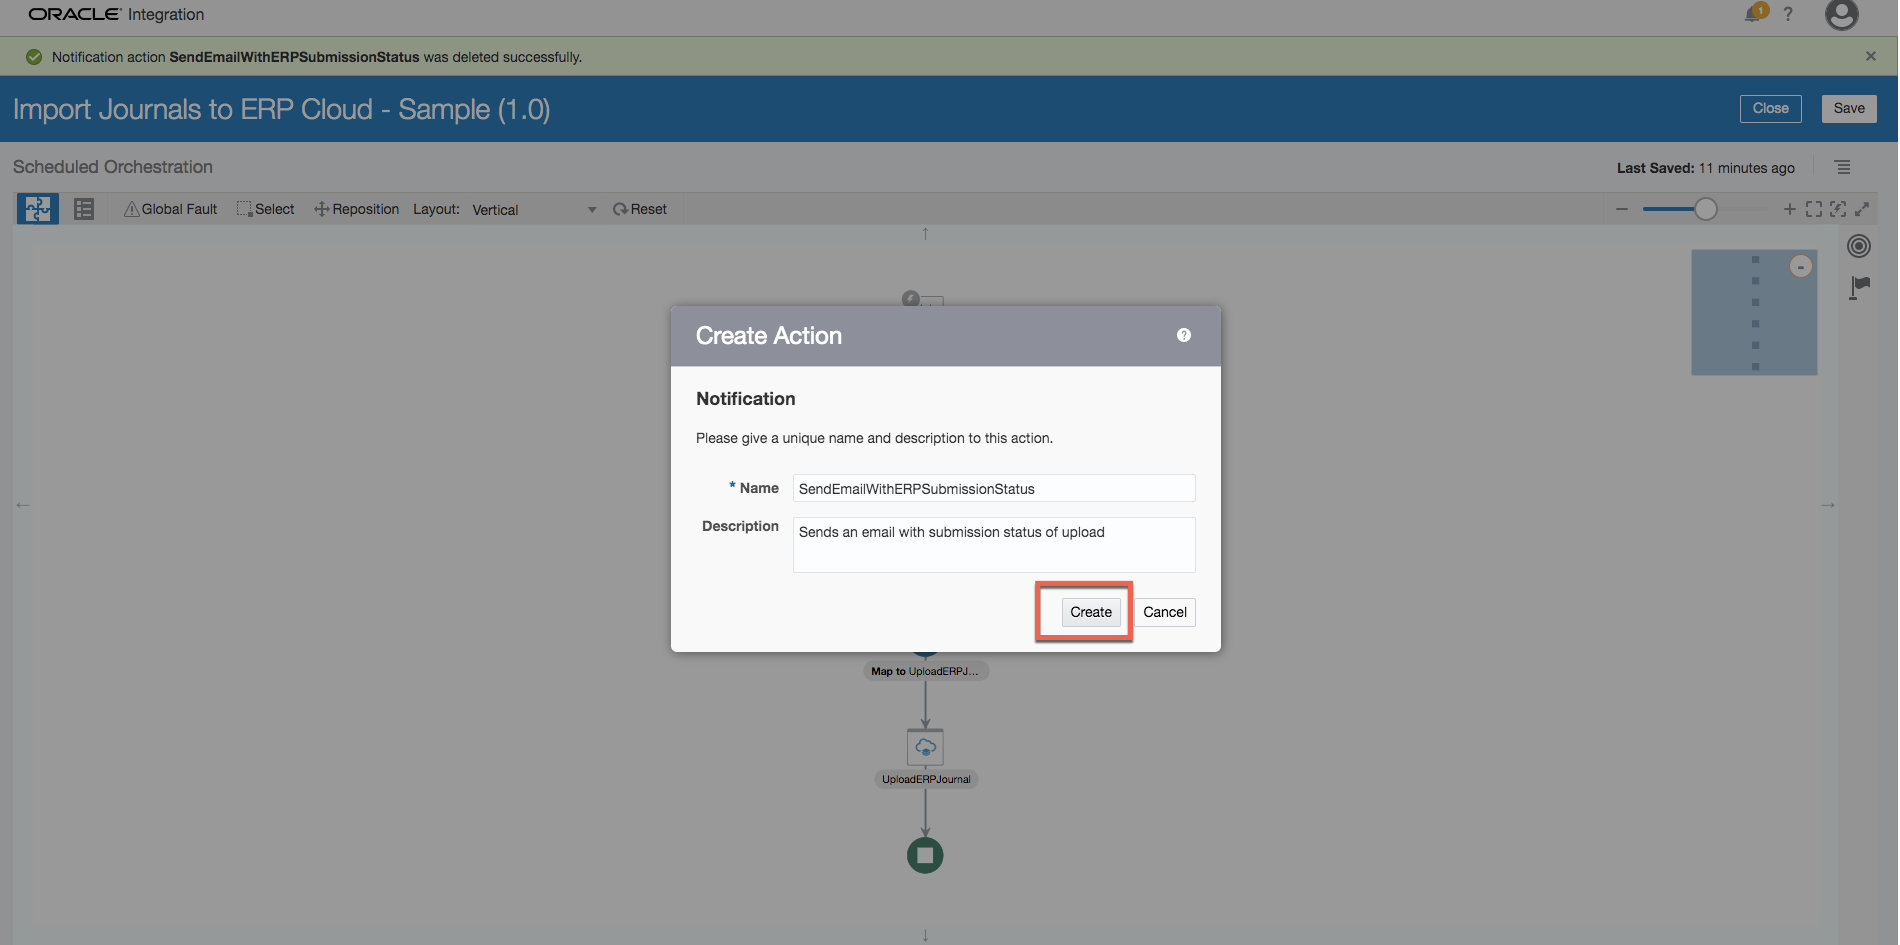 ORACLE Integration
1
?
Notification action SendEmailWithERPSubmissionStatus was deleted successfully.
Import Journals to ERP Cloud - Sample (1.0)
Close
Save
Scheduled Orchestration
Last Saved: 11 minutes ago
Global Fault
Select
Reposition
Layout:
Vertical
Reset
Create Action
?
Notification
Please give a unique name and description to this action.
* Name
SendEmailWithERPSubmissionStatus
Description
Sends an email with submission status of upload
Create
Cancel
Map to UploadERPJ...
UploadERPJournal